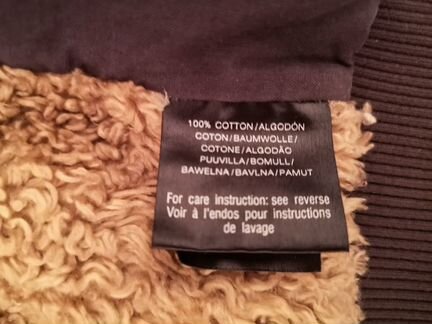 100% COTTON/ALGODÓN
COTON/BAUMWOLLE/
COTONE/ALGODÃO
PUUVILLA/BOMULL/
BAWEŁNA/BAVLNA/PAMUT
For care instruction: see reverse
Voir à l'endos pour instructions
de lavage